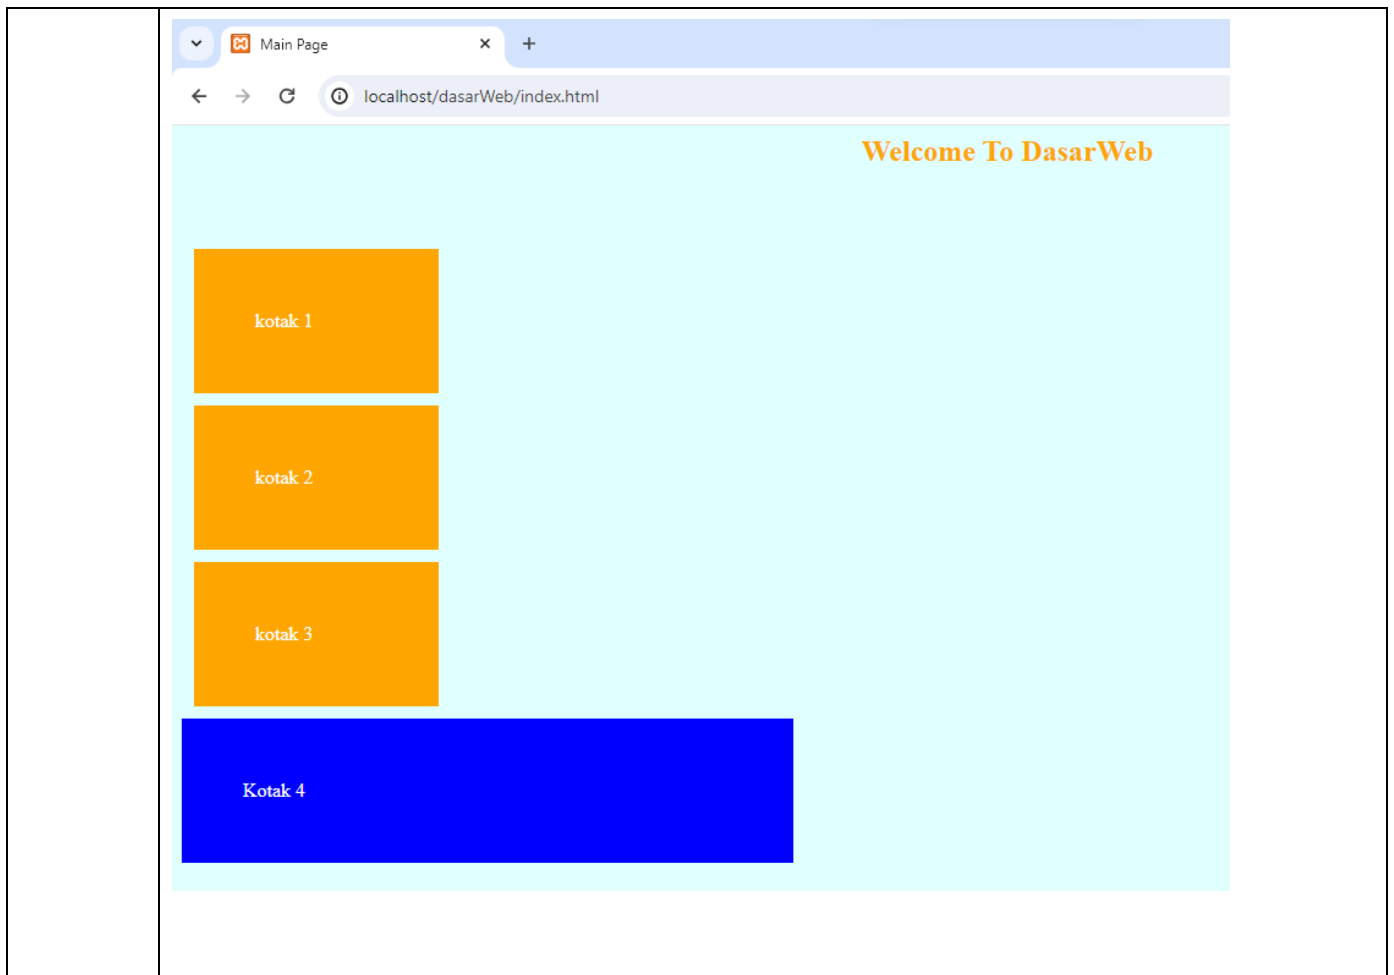 Main Page
localhost/dasarWeb/index.html
Welcome To DasarWeb
kotak 1
kotak 2
kotak 3
Kotak 4